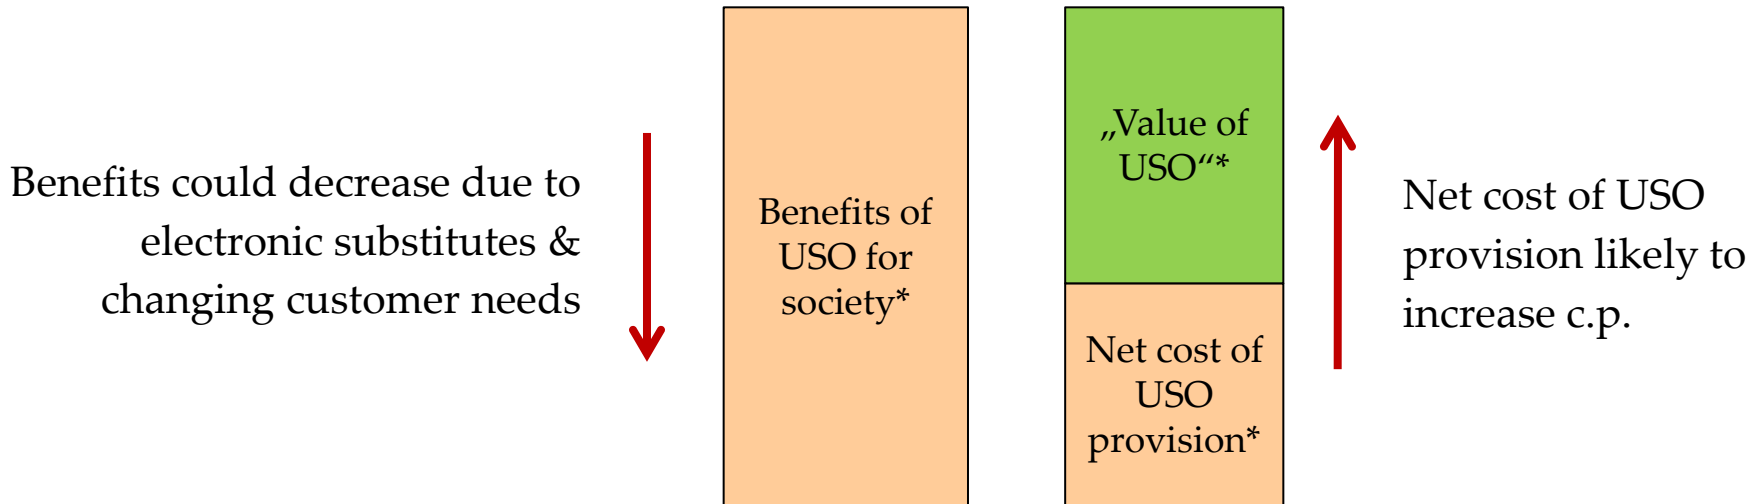 Benefits could decrease due to
electronic substitutes &
changing customer needs
Benefits of
USO for
society*
„Value of
USO“*
Net cost of
USO
provision*
Net cost of USO
provision likely to
increase c.p.